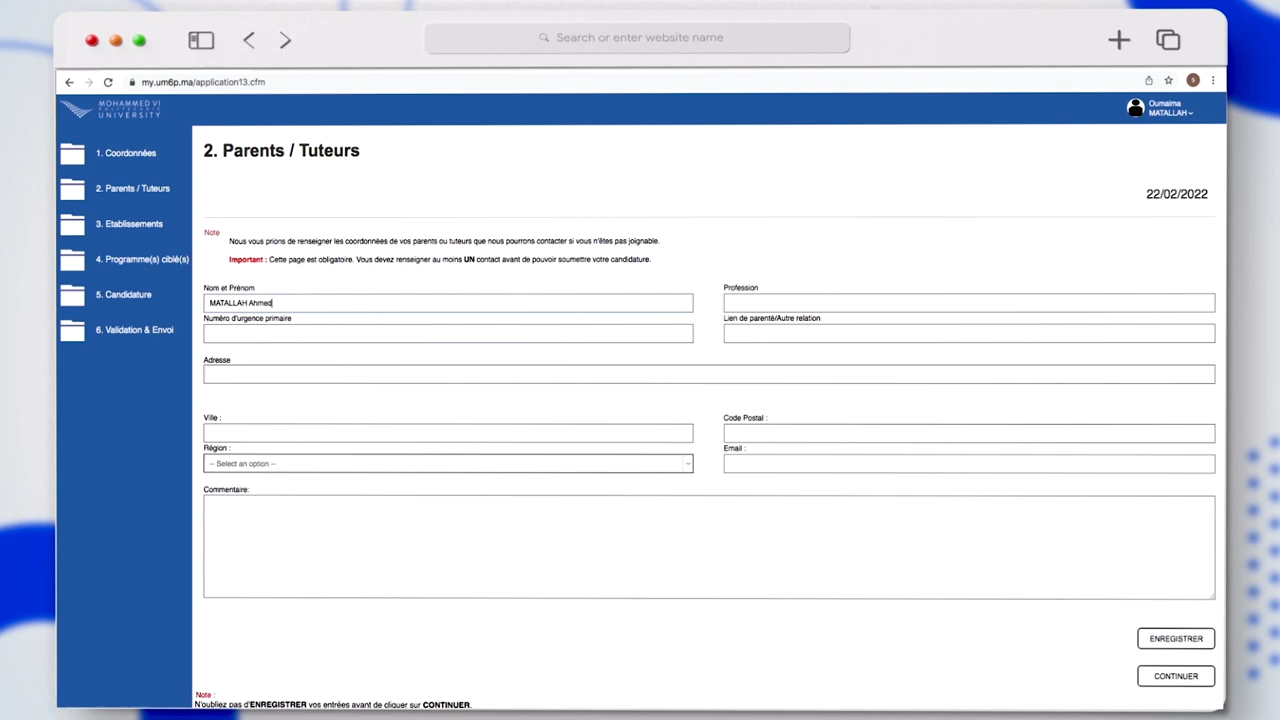 Search or enter website name
my.um6p.ma/application13.cfm
MOHAMMED VI
POLYTECHNIC
UNIVERSITY
Oumaima
MATALLAH
1. Coordonnées
2. Parents / Tuteurs
3. Etablissements
4. Programme(s) ciblé(s)
5. Candidature
6. Validation & Envoi
2. Parents / Tuteurs
22/02/2022
Note
Nous vous prions de renseigner les coordonnées de vos parents ou tuteurs que nous pourrons contacter si vous n'êtes pas joignable.
Important : Cette page est obligatoire. Vous devez renseigner au moins UN contact avant de pouvoir soumettre votre candidature.
Nom et Prénom
Profession
MATALLAH Ahmed
Numéro d'urgence primaire
Lien de parenté/Autre relation
Adresse
Ville :
Code Postal :
Région :
Email :
-- Select an option --
Commentaire:
ENREGISTRER
CONTINUER
Note :
N'oubliez pas d'ENREGISTRER vos entrées avant de cliquer sur CONTINUER.